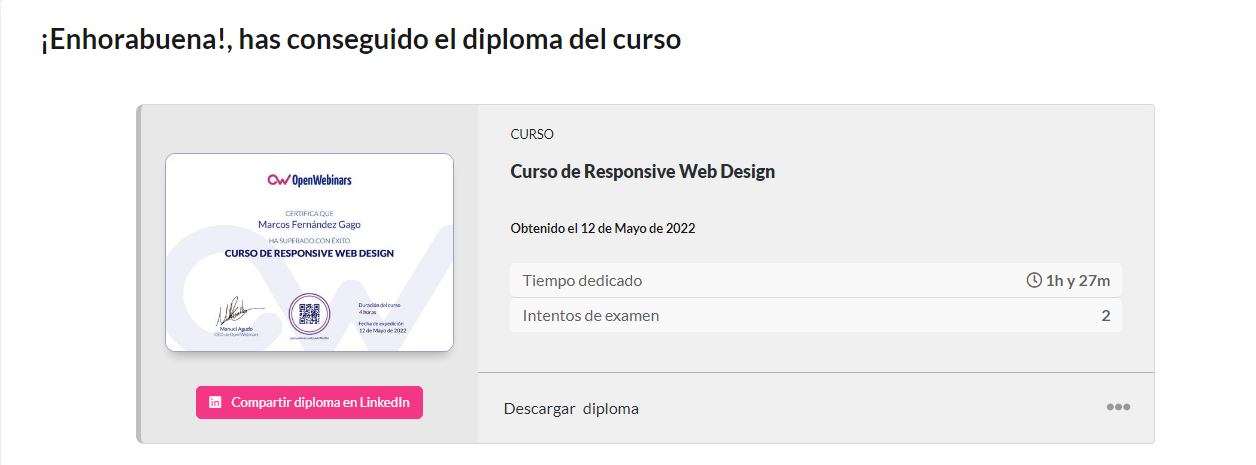 ¡Enhorabuena!, has conseguido el diploma del curso
OpenWebinars
CERTIFICA QUE
Marcos Fernández Gago
HA SUPERADO CON ÉXITO
CURSO DE RESPONSIVE WEB DESIGN
Manuel Agudo
CEO de OpenWebinars
Duración del curso
4 horas
Fecha de expedición
12 de Mayo de 2022
Compartir diploma en LinkedIn
CURSO
Curso de Responsive Web Design
Obtenido el 12 de Mayo de 2022
Tiempo dedicado 1h y 27m
Intentos de examen 2
Descargar diploma